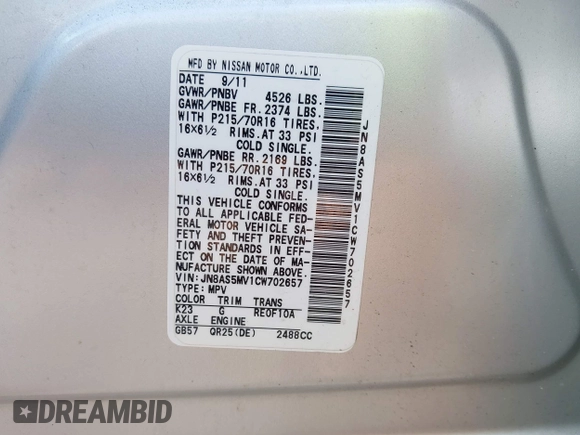 MFD BY NISSAN MOTOR CO.,LTD.
DATE 9/11
GVWR/PNBV 4526 LBS.
GAWR/PNBE FR. 2374 LBS.
WITH P215/70R16 TIRES,
16X6½ RIMS.AT 33 PSI
COLD SINGLE.
GAWR/PNBE RR. 2169 LBS.
WITH P215/70R16 TIRES,
16X6½ RIMS.AT 33 PSI
COLD SINGLE.
THIS VEHICLE CONFORMS
TO ALL APPLICABLE FED-
ERAL MOTOR VEHICLE SA-
FETY AND THEFT PREVEN-
TION STANDARDS IN EFF-
ECT ON THE DATE OF MA-
NUFACTURE SHOWN ABOVE.
VIN: JN8AS5MV1CW702657
TYPE: MPV
COLOR TRIM TRANS
K23 G RE0F10A
AXLE ENGINE
GB57 QR25(DE) 2488CC
JN8AS5MV1CW702657
DREAMBID